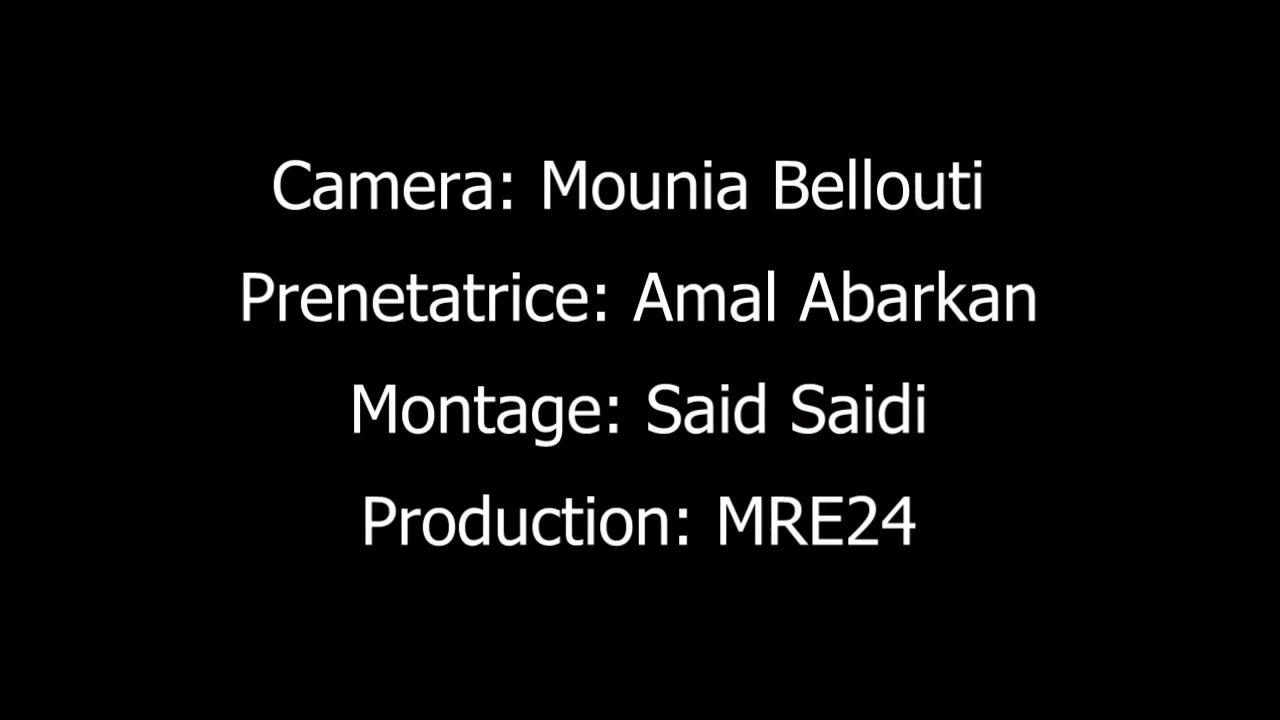 Camera: Mounia Bellouti
Prenetatrice: Amal Abarkan
Montage: Said Saidi
Production: MRE24